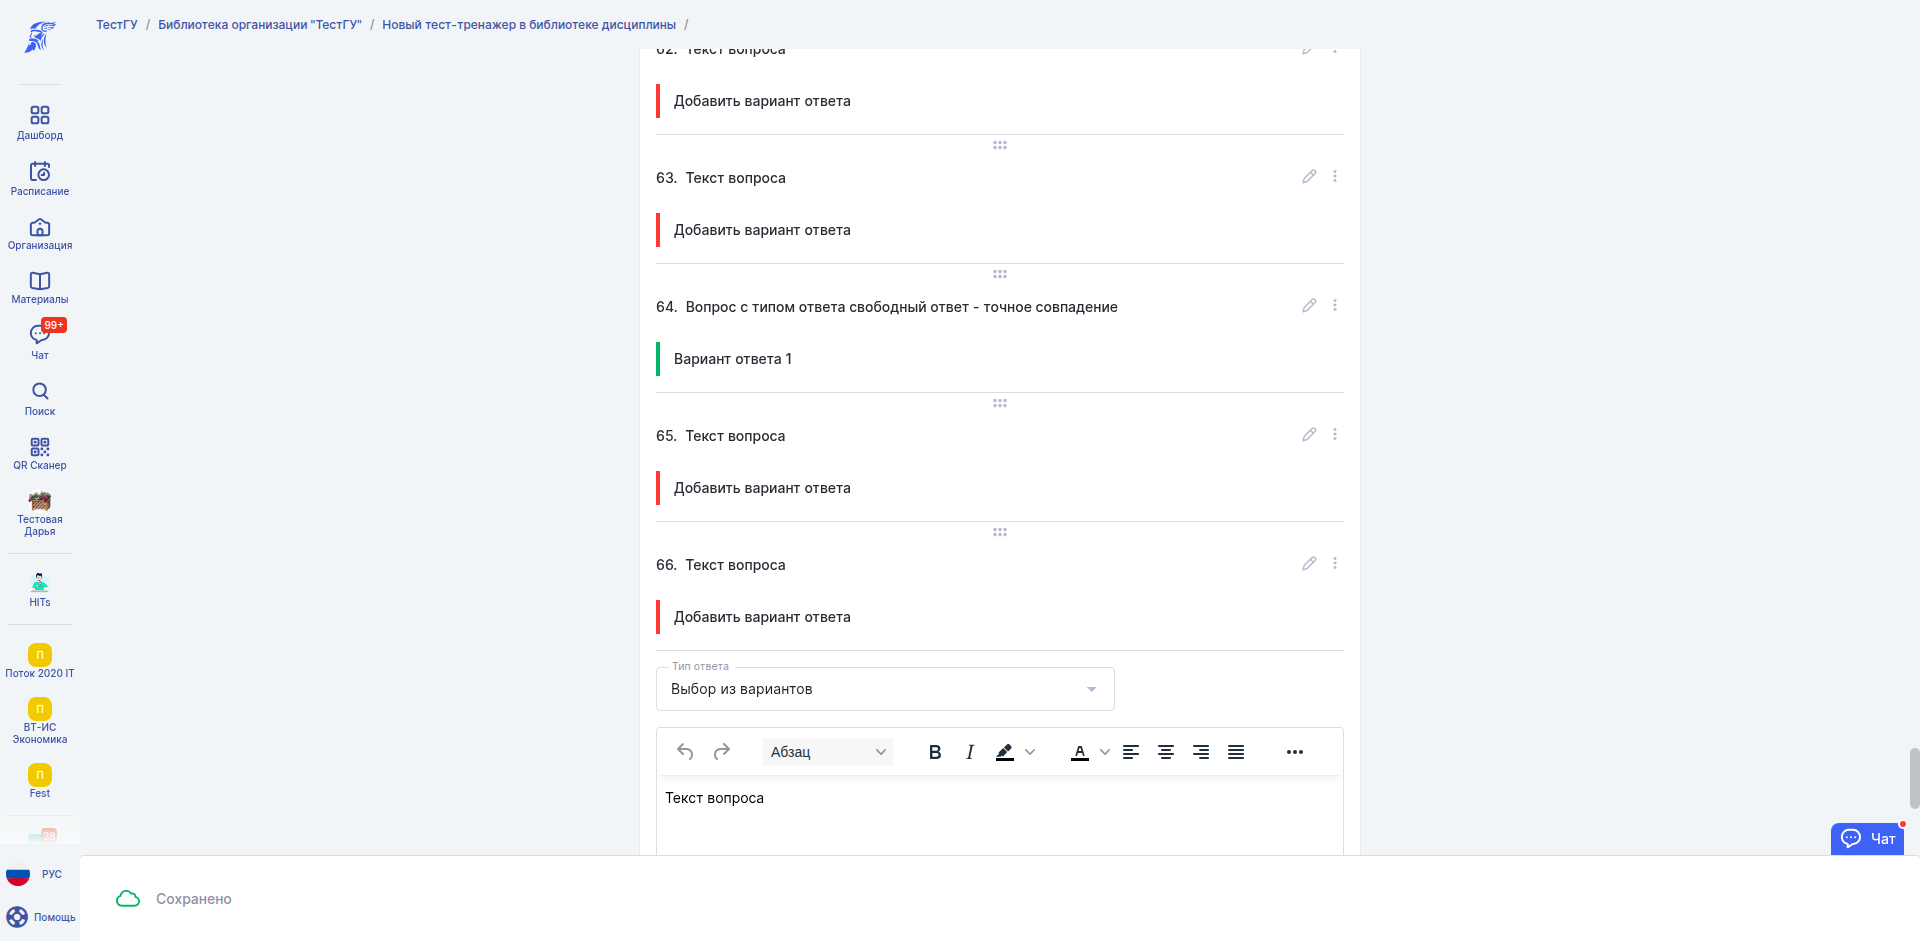 ТестГУ / Библиотека организации "ТестГУ" / Новый тест-тренажер в библиотеке дисциплины /
Дашборд
Расписание
Организация
Материалы
99+
Чат
Поиск
QR Сканер
Тестовая
Дарья
HITs
П
Поток 2020 IT
П
ВТ-ИС
Экономика
П
Fest
28
РУС
Помощь
62. Текст вопроса
Добавить вариант ответа
63. Текст вопроса
Добавить вариант ответа
64. Вопрос с типом ответа свободный ответ - точное совпадение
Вариант ответа 1
65. Текст вопроса
Добавить вариант ответа
66. Текст вопроса
Добавить вариант ответа
Тип ответа
Выбор из вариантов
Абзац
Текст вопроса
Чат
Сохранено